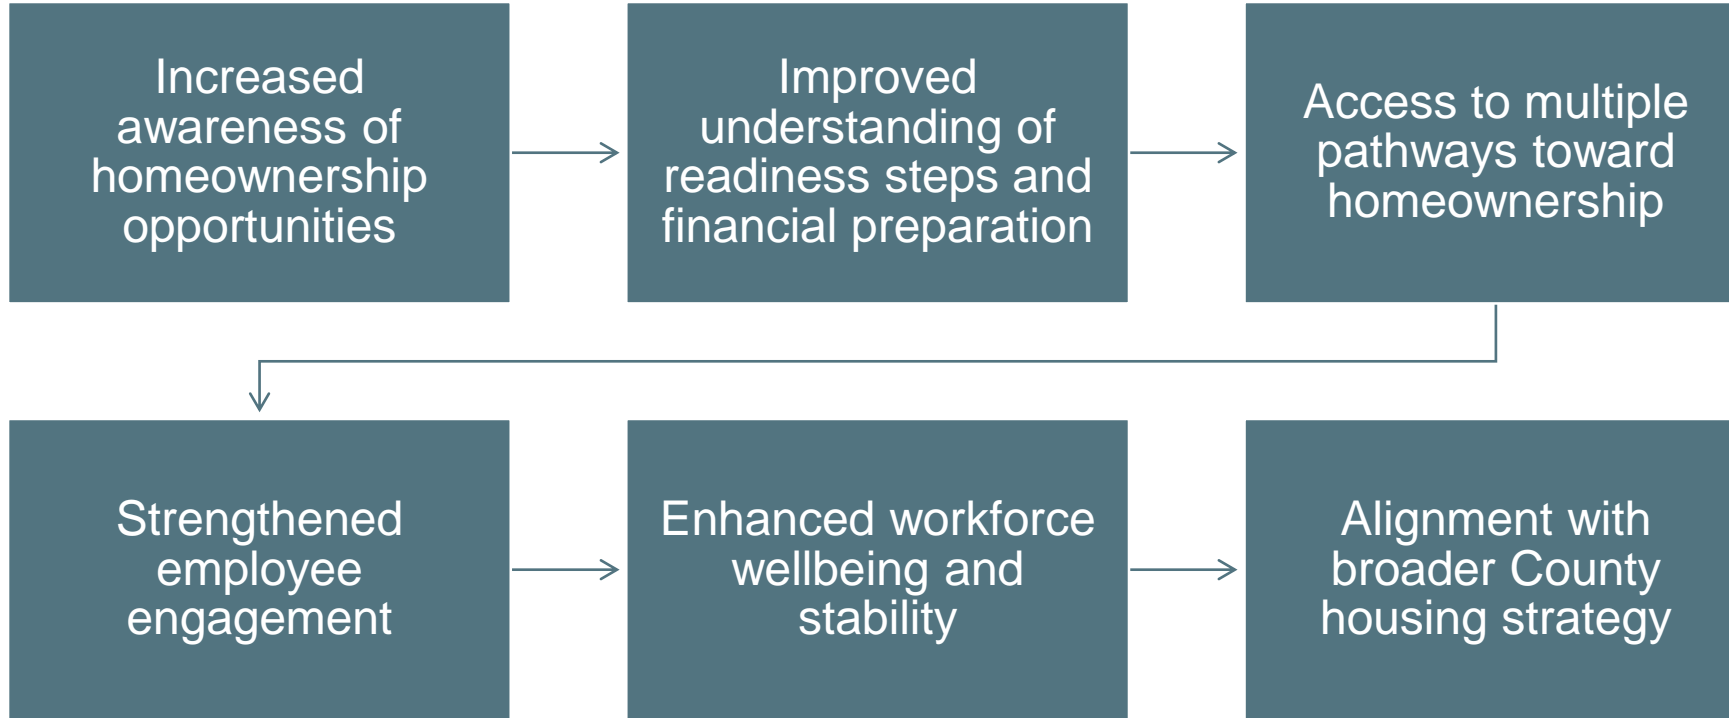 Increased
awareness of
homeownership
opportunities
Improved
understanding of
readiness steps and
financial preparation
Access to multiple
pathways toward
homeownership
Strengthened
employee
engagement
Enhanced workforce
wellbeing and
stability
Alignment with
broader County
housing strategy